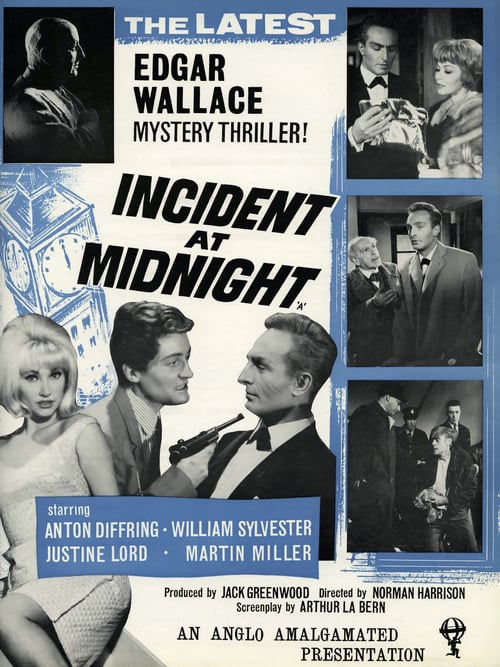 THE LATEST
EDGAR
WALLACE
MYSTERY THRILLER!
INCIDENT
AT
MIDNIGHT
'A'
starring
ANTON DIFFRING · WILLIAM SYLVESTER
JUSTINE LORD · MARTIN MILLER
Produced by JACK GREENWOOD Directed by NORMAN HARRISON
Screenplay by ARTHUR LA BERN
AN ANGLO AMALGAMATED
PRESENTATION